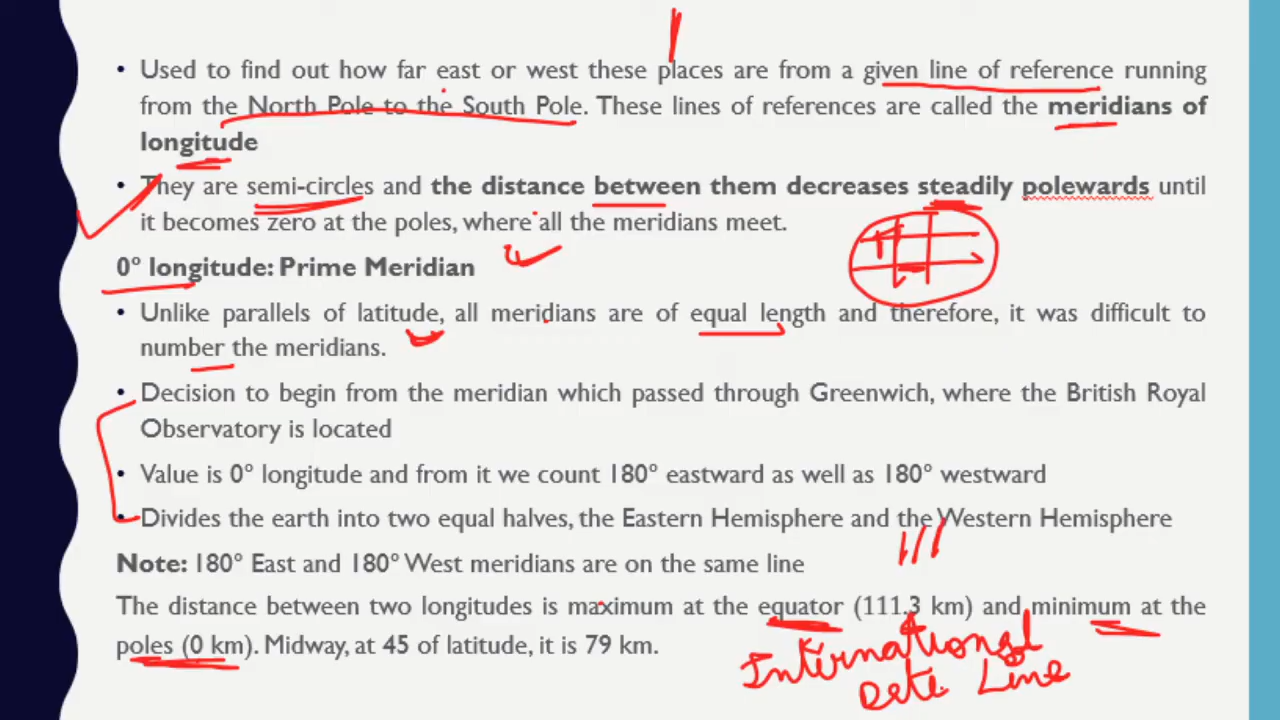 • Used to find out how far east or west these places are from a given line of reference running
from the North Pole to the South Pole. These lines of references are called the meridians of
longitude
• They are semi-circles and the distance between them decreases steadily polewards until
it becomes zero at the poles, where all the meridians meet.
0° longitude: Prime Meridian
• Unlike parallels of latitude, all meridians are of equal length and therefore, it was difficult to
number the meridians.
• Decision to begin from the meridian which passed through Greenwich, where the British Royal
Observatory is located
• Value is 0° longitude and from it we count 180° eastward as well as 180° westward
• Divides the earth into two equal halves, the Eastern Hemisphere and the Western Hemisphere
Note: 180° East and 180° West meridians are on the same line
The distance between two longitudes is maximum at the equator (111.3 km) and minimum at the
poles (0 km). Midway, at 45 of latitude, it is 79 km.
International
Date Line